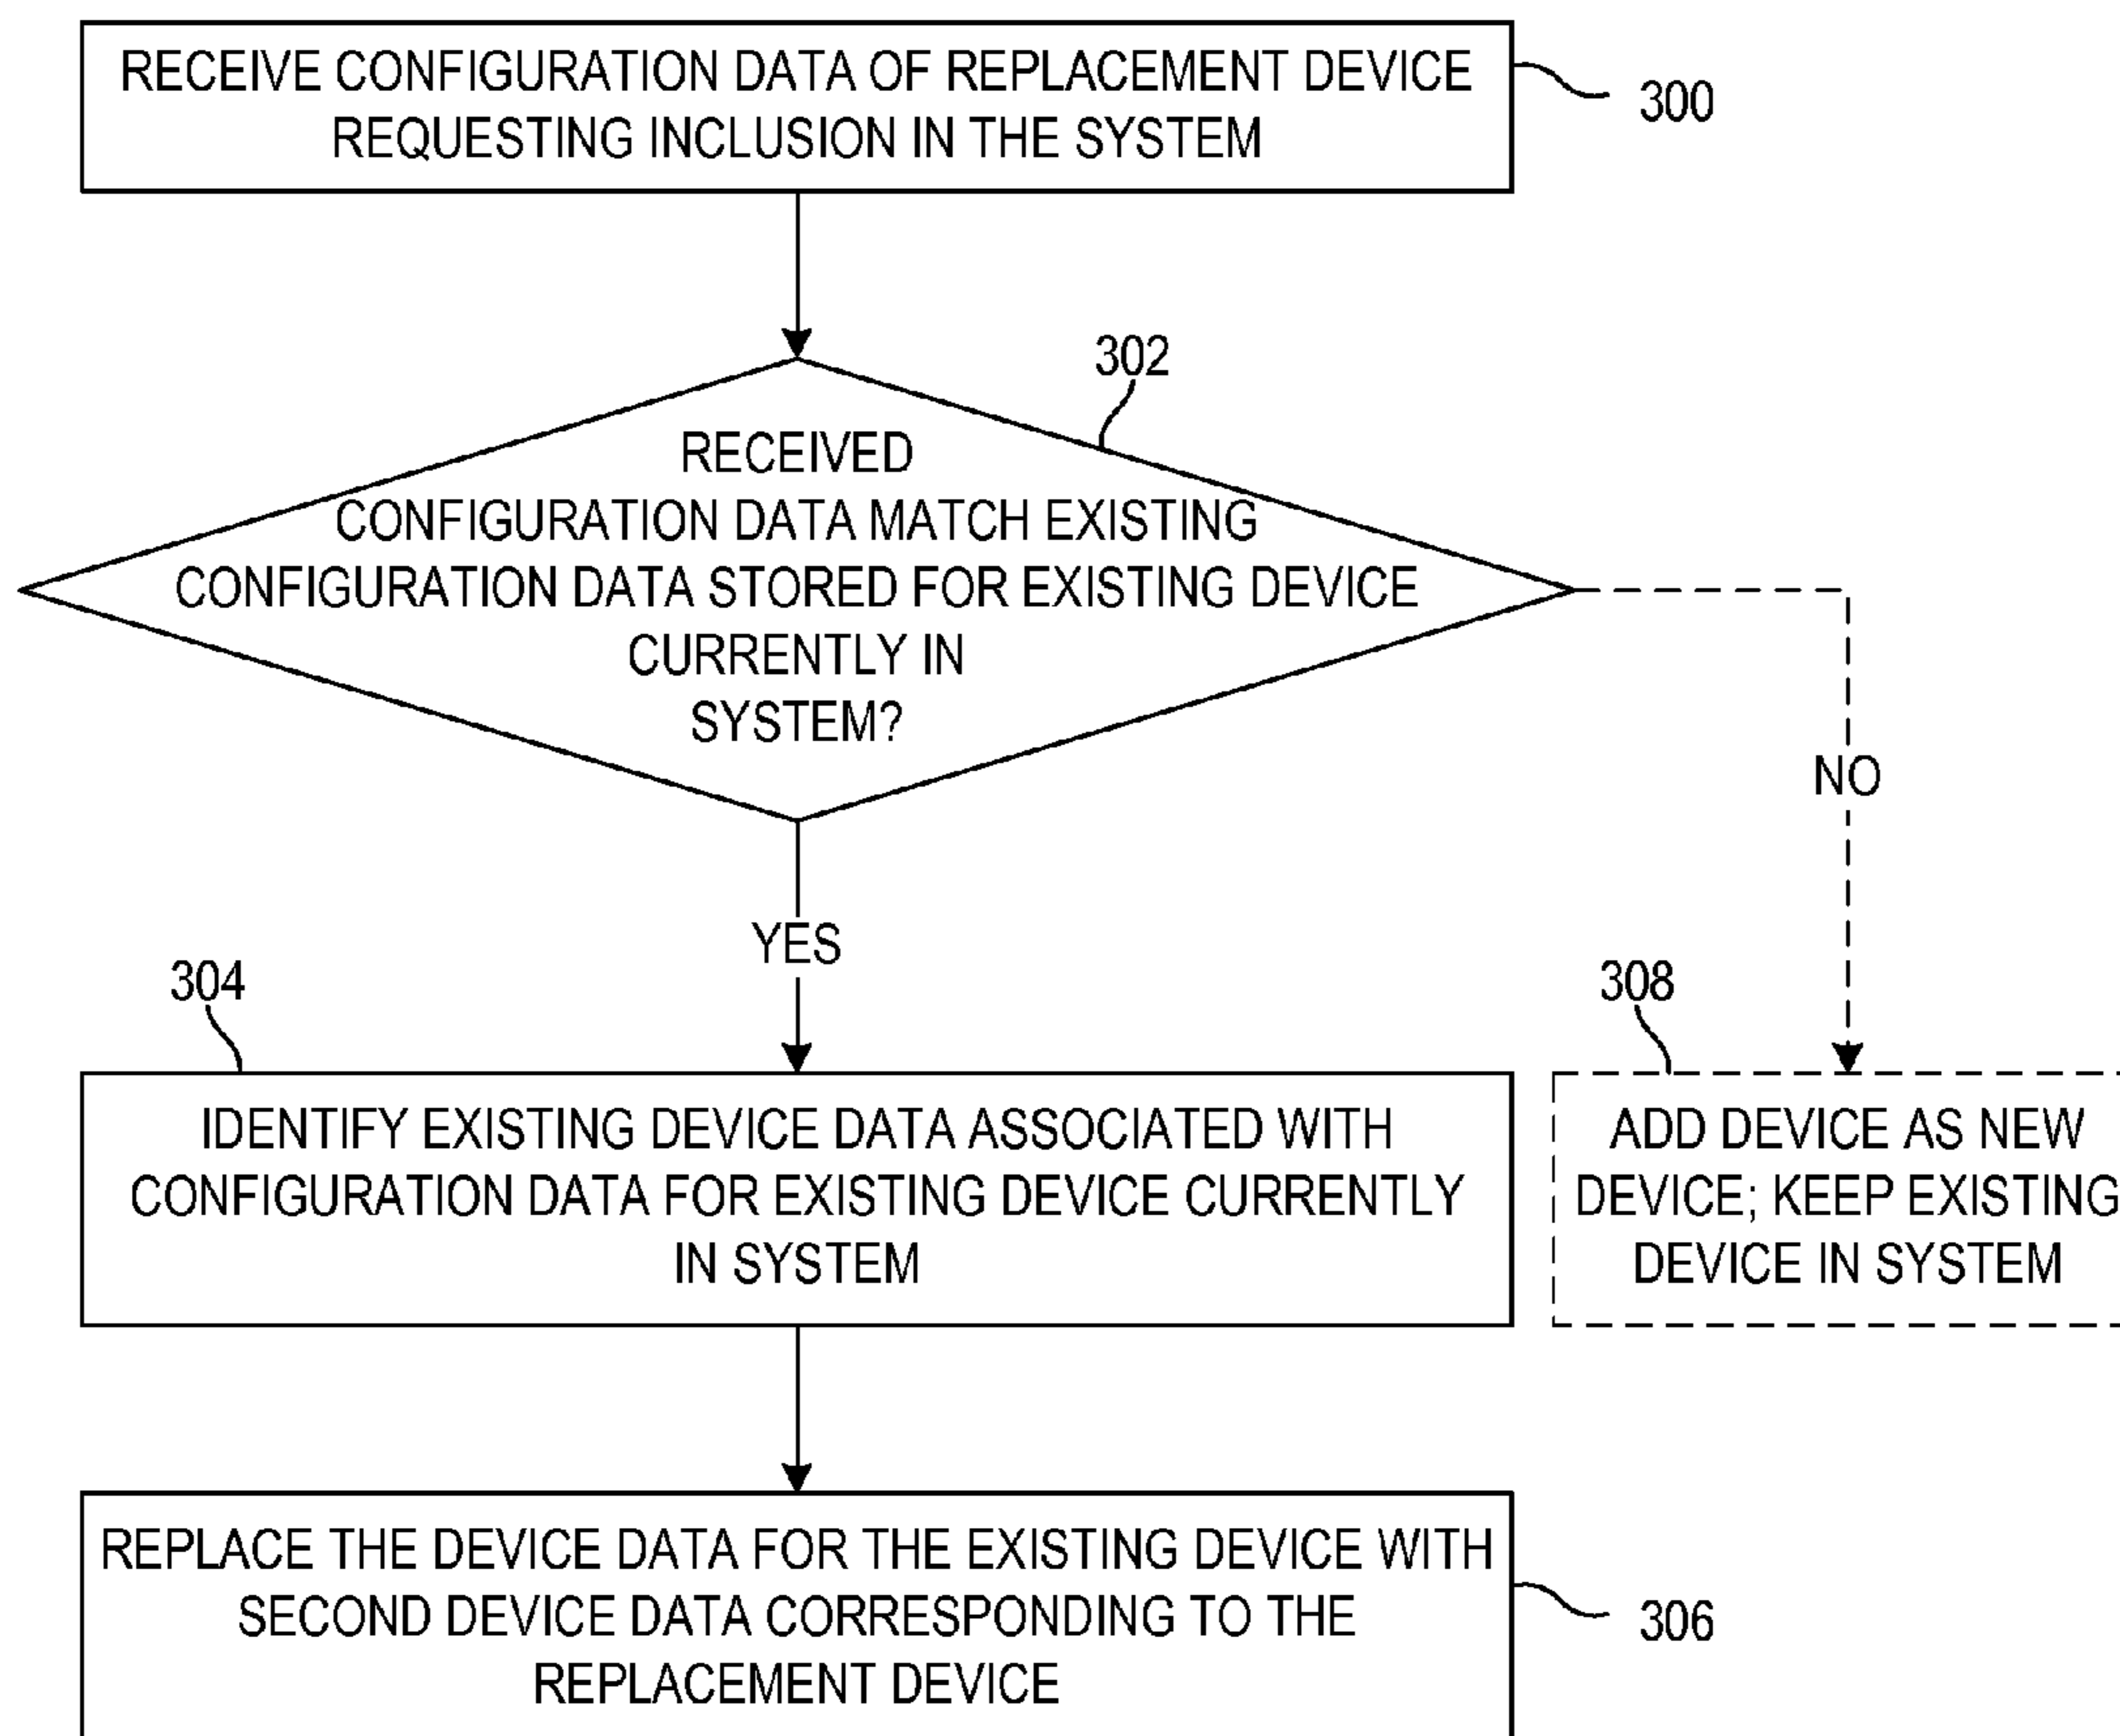 RECEIVE CONFIGURATION DATA OF REPLACEMENT DEVICE
REQUESTING INCLUSION IN THE SYSTEM
300
302
RECEIVED
CONFIGURATION DATA MATCH EXISTING
CONFIGURATION DATA STORED FOR EXISTING DEVICE
CURRENTLY IN
SYSTEM?
NO
YES
304
308
IDENTIFY EXISTING DEVICE DATA ASSOCIATED WITH
CONFIGURATION DATA FOR EXISTING DEVICE CURRENTLY
IN SYSTEM
ADD DEVICE AS NEW
DEVICE; KEEP EXISTING
DEVICE IN SYSTEM
REPLACE THE DEVICE DATA FOR THE EXISTING DEVICE WITH
SECOND DEVICE DATA CORRESPONDING TO THE
REPLACEMENT DEVICE
306